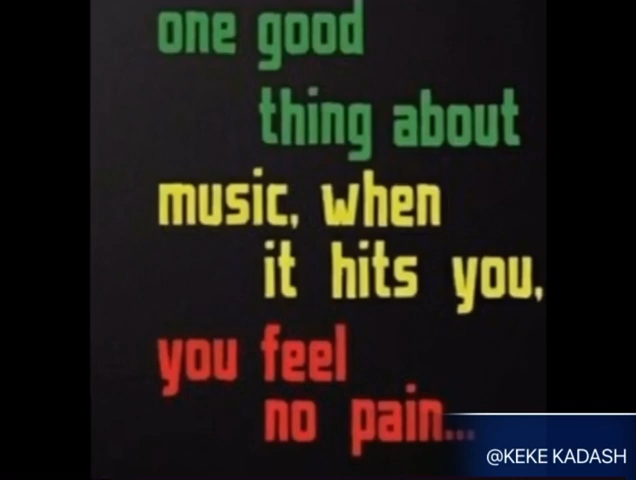 one good
thing about
music, when
it hits you,
you feel
no pain...
@KEKE KADASH